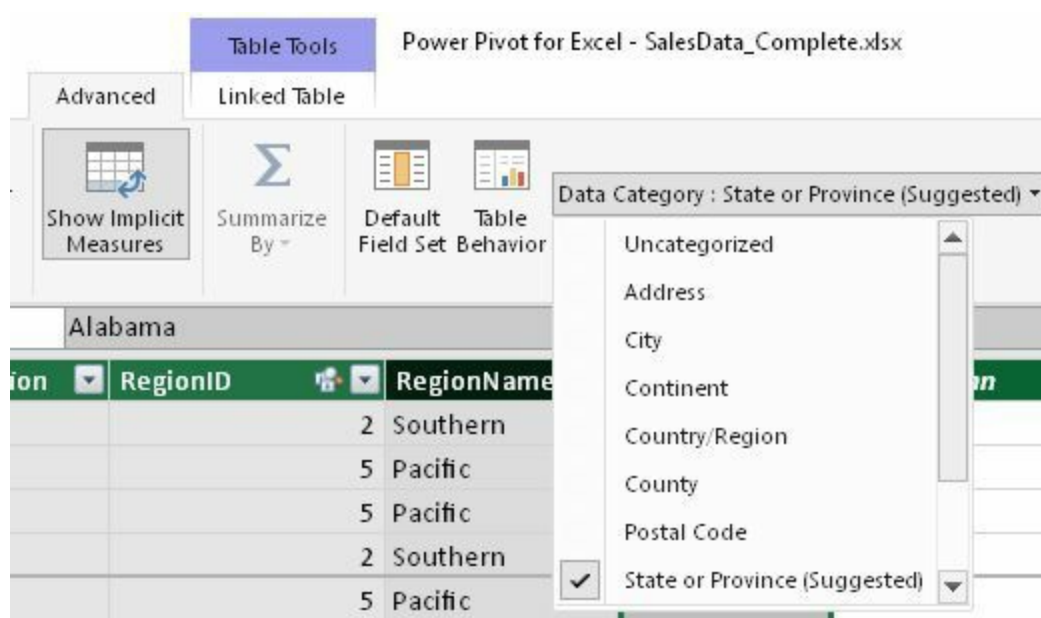 Table Tools
Power Pivot for Excel - SalesData_Complete.xlsx
Advanced
Linked Table
Show Implicit
Measures
Summarize
By
Default
Field Set
Table
Behavior
Data Category : State or Province (Suggested)
Uncategorized
Address
City
Continent
Country/Region
County
Postal Code
State or Province (Suggested)
Alabama
ion RegionID RegionName
2 Southern
5 Pacific
5 Pacific
2 Southern
5 Pacific